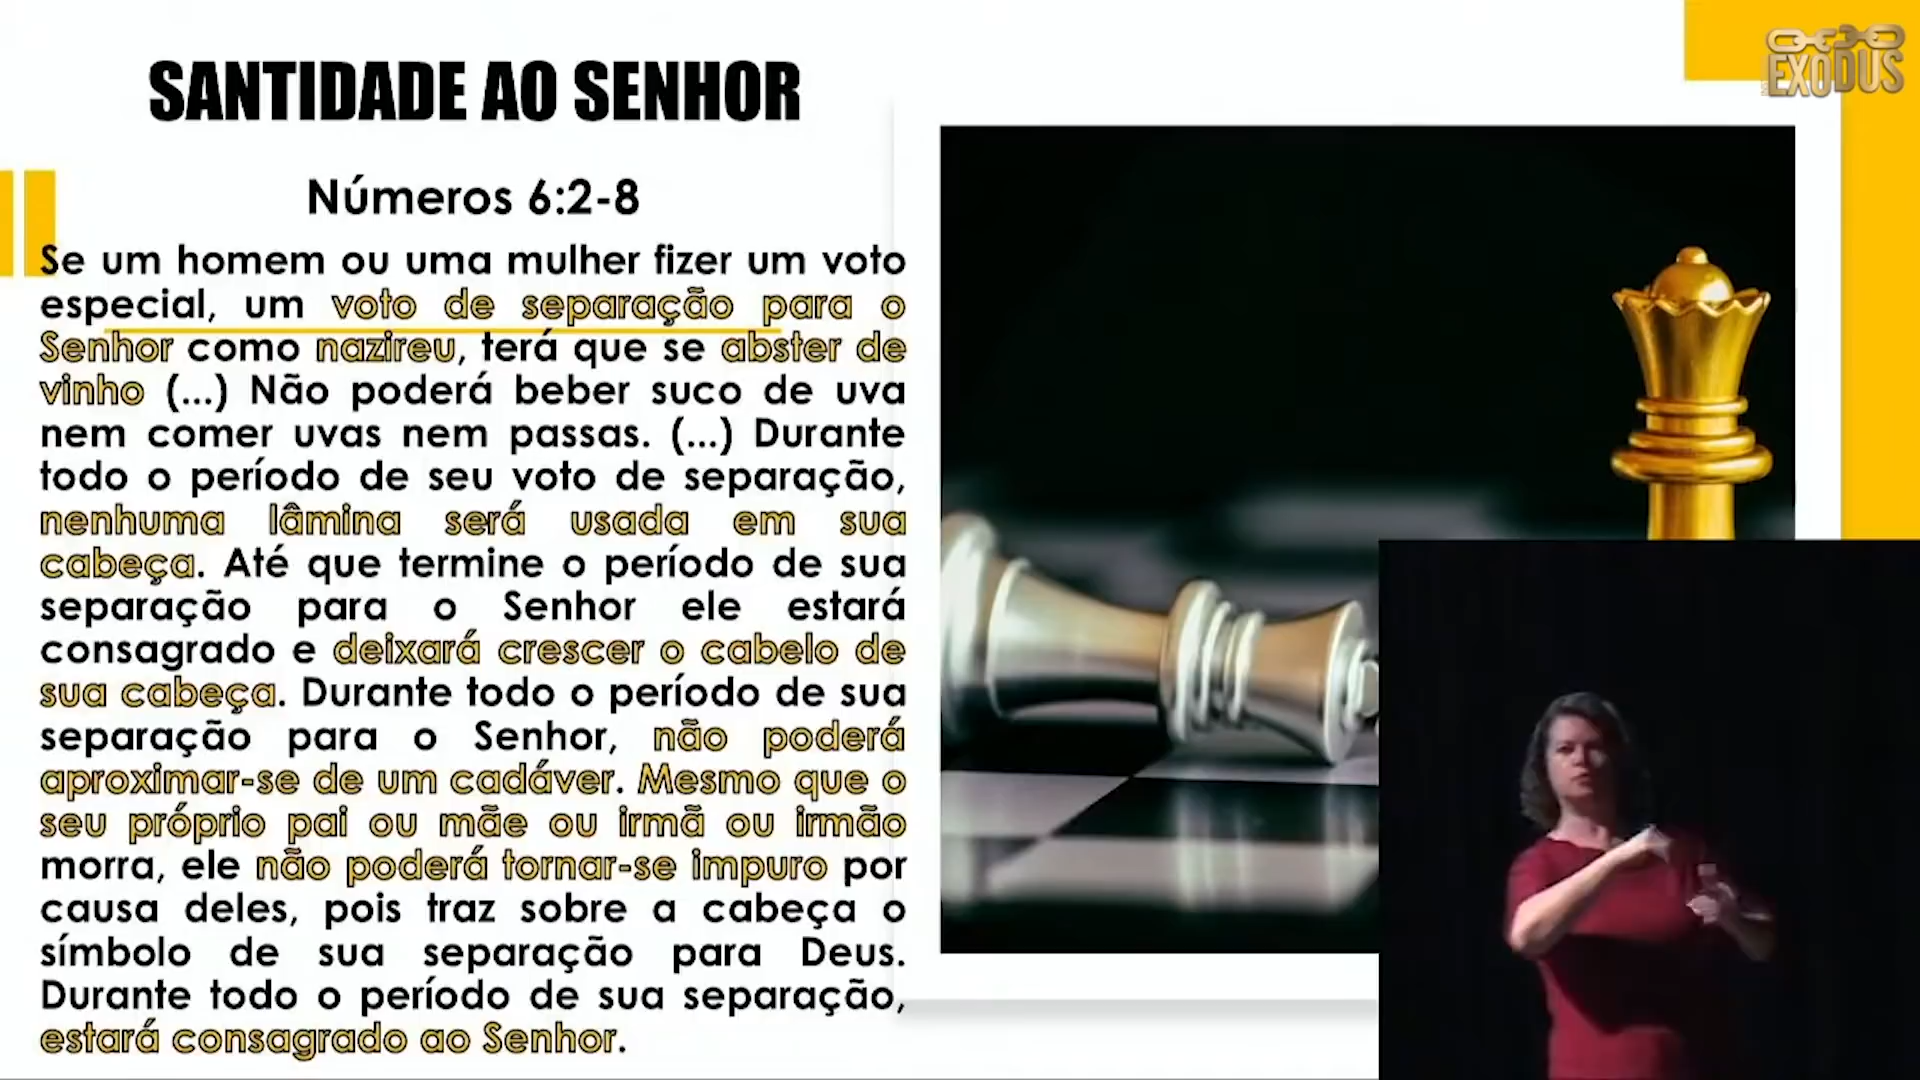 SANTIDADE AO SENHOR
Números 6:2-8
Se um homem ou uma mulher fizer um voto
especial, um voto de separação para o
Senhor como nazireu, terá que se abster de
vinho (...) Não poderá beber suco de uva
nem comer uvas nem passas. (...) Durante
todo o período de seu voto de separação,
nenhuma lâmina será usada em sua
cabeça. Até que termine o período de sua
separação para o Senhor ele estará
consagrado e deixará crescer o cabelo de
sua cabeça. Durante todo o período de sua
separação para o Senhor, não poderá
aproximar-se de um cadáver. Mesmo que o
seu próprio pai ou mãe ou irmã ou irmão
morra, ele não poderá tornar-se impuro por
causa deles, pois traz sobre a cabeça o
símbolo de sua separação para Deus.
Durante todo o período de sua separação,
estará consagrado ao Senhor.
EXODUS